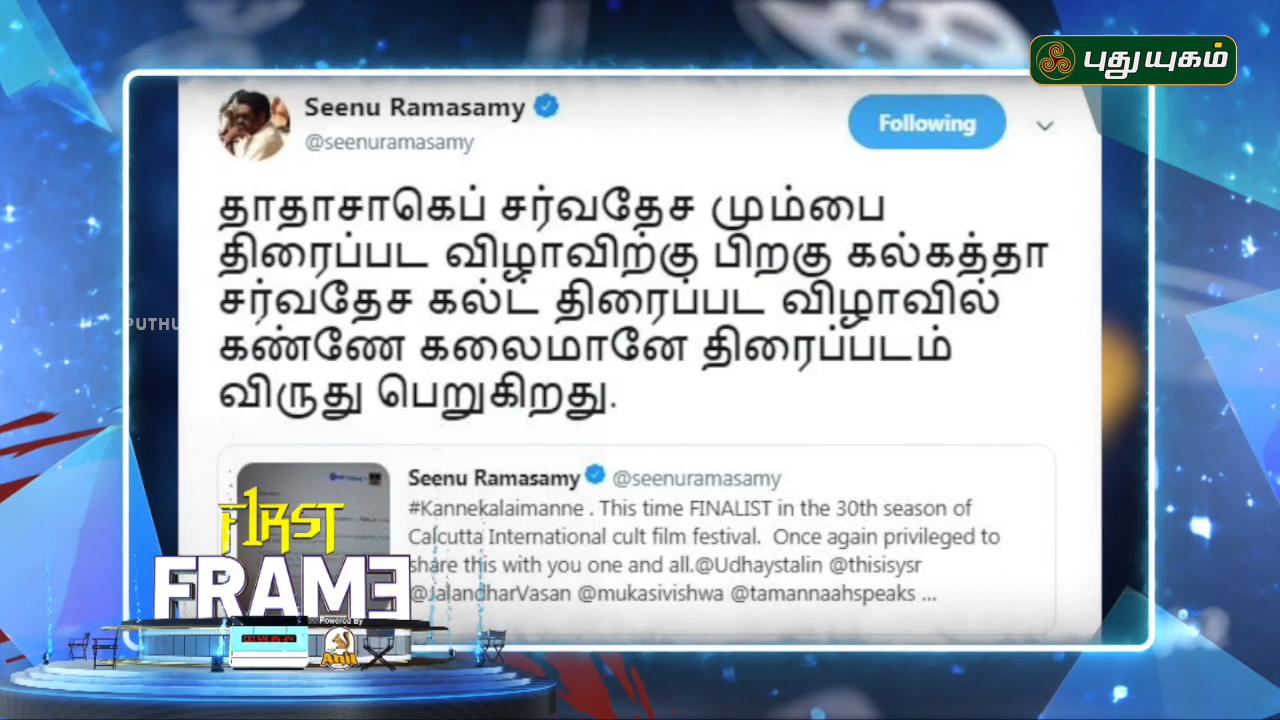 புதுயுகம்
Seenu Ramasamy
@seenuramasamy
Following
தாதாசாகெப் சர்வதேச மும்பை
திரைப்பட விழாவிற்கு பிறகு கல்கத்தா
சர்வதேச கல்ட் திரைப்பட விழாவில்
கண்ணே கலைமானே திரைப்படம்
விருது பெறுகிறது.
PUTHU
Seenu Ramasamy @seenuramasamy
#Kannekalaimanne . This time FINALIST in the 30th season of
Calcutta International cult film festival. Once again privileged to
share this with you one and all.@Udhaystalin @thisisysr
@JalandharVasan @mukasivishwa @tamannaahspeaks ...
F1RST
FRAME
Powered By
Anil